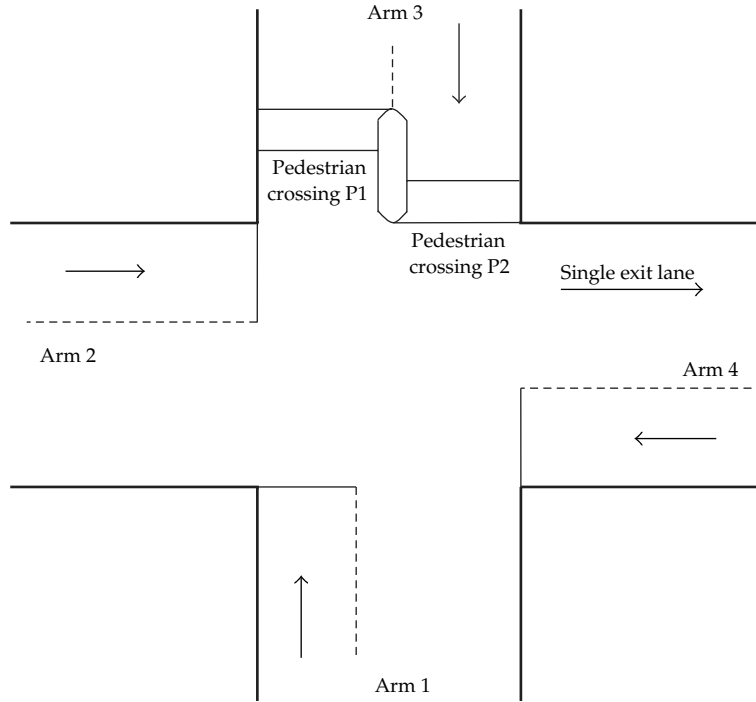 Arm 3
Pedestrian
crossing P1
Pedestrian
crossing P2
Single exit lane
Arm 2
Arm 4
Arm 1